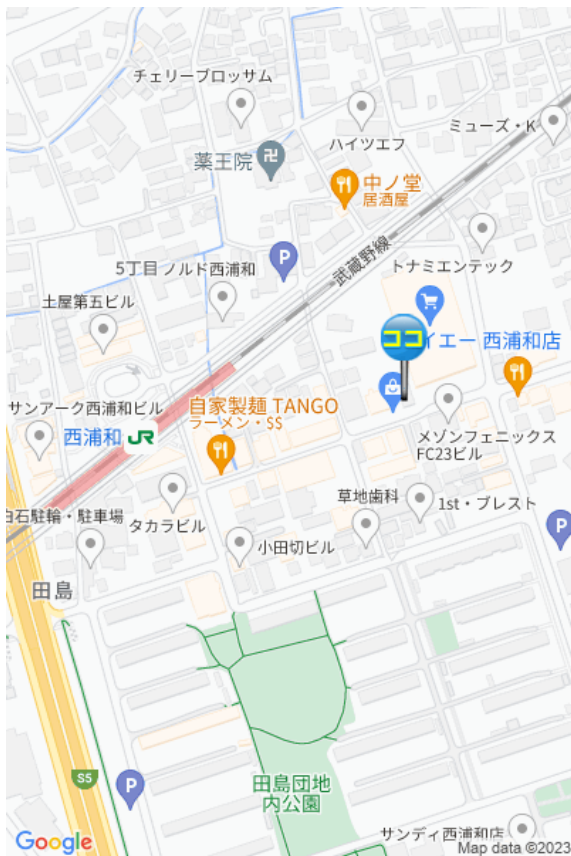 チェリーブロッサム
ミューズ・K
ハイツエフ
薬王院
中ノ堂
居酒屋
武蔵野線
P
5丁目 ノルド西浦和
トナミエンテック
土屋第五ビル
ココ
イエー 西浦和店
自家製麺 TANGO
ラーメン・SS
サンアーク西浦和ビル
西浦和 JR
メゾンフェニックス
FC23ビル
草地歯科
1st・ブレスト
白石駐輪・駐車場
タカラビル
小田切ビル
P
田島
S5
P
田島団地
内公園
サンディ西浦和店
Google
Map data ©2023